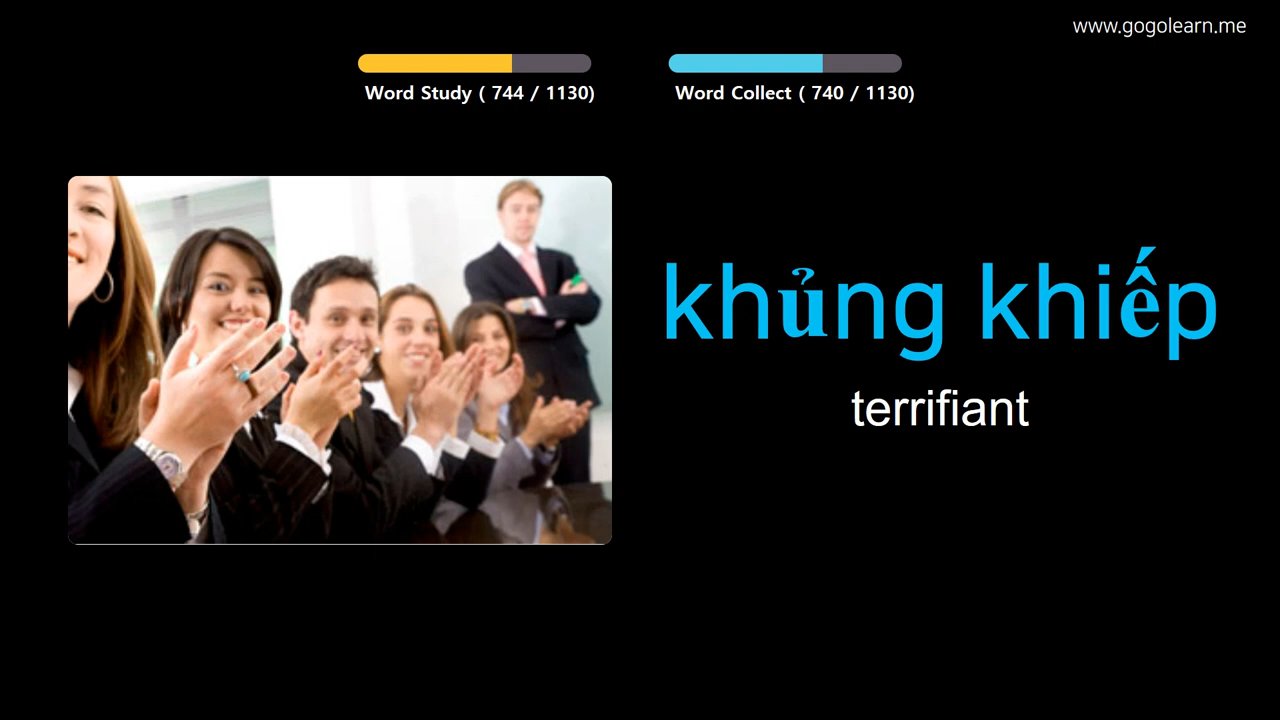 www.gogolearn.me
Word Study ( 744 / 1130)
Word Collect ( 740 / 1130)
khủng khiếp
terrifiant